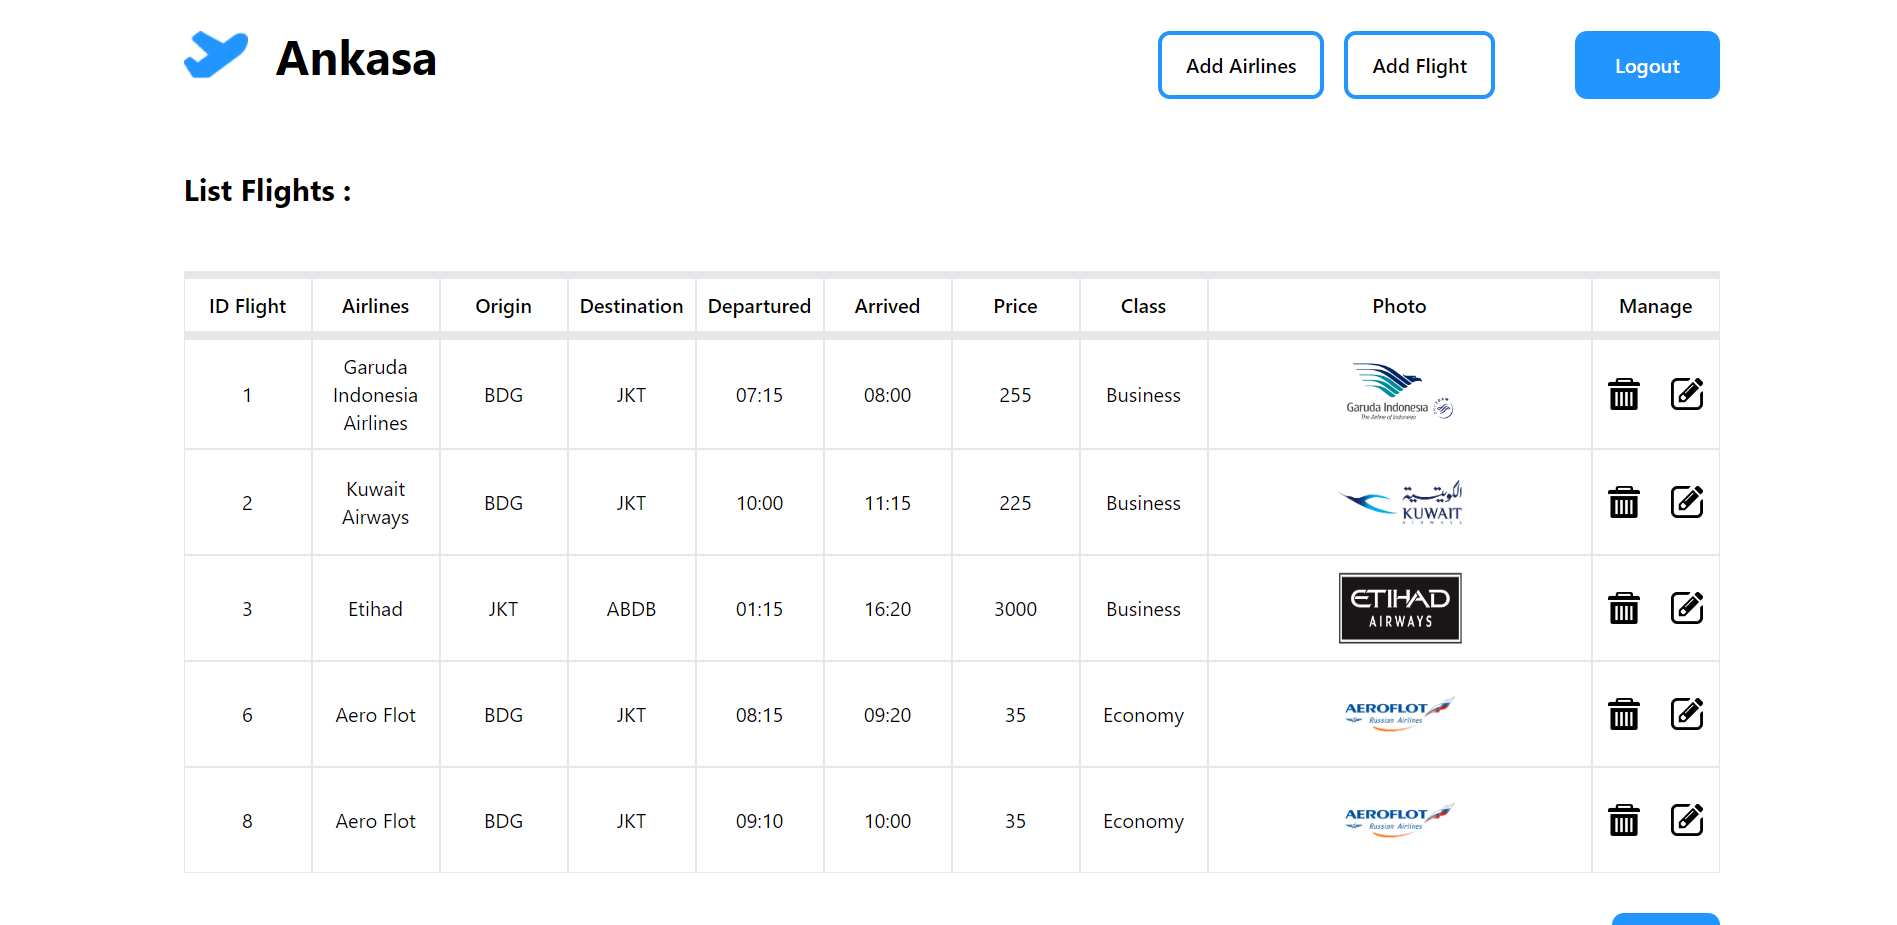 Ankasa
Add Airlines
Add Flight
Logout
List Flights :
ID Flight Airlines Origin Destination Departured Arrived Price Class Photo Manage
1 Garuda Indonesia Airlines BDG JKT 07:15 08:00 255 Business
Garuda Indonesia
The Airline of Indonesia
2 Kuwait Airways BDG JKT 10:00 11:15 225 Business
الكويتية
KUWAIT
AIRWAYS
3 Etihad JKT ABDB 01:15 16:20 3000 Business
ETIHAD
AIRWAYS
6 Aero Flot BDG JKT 08:15 09:20 35 Economy
AEROFLOT
Russian Airlines
8 Aero Flot BDG JKT 09:10 10:00 35 Economy
AEROFLOT
Russian Airlines